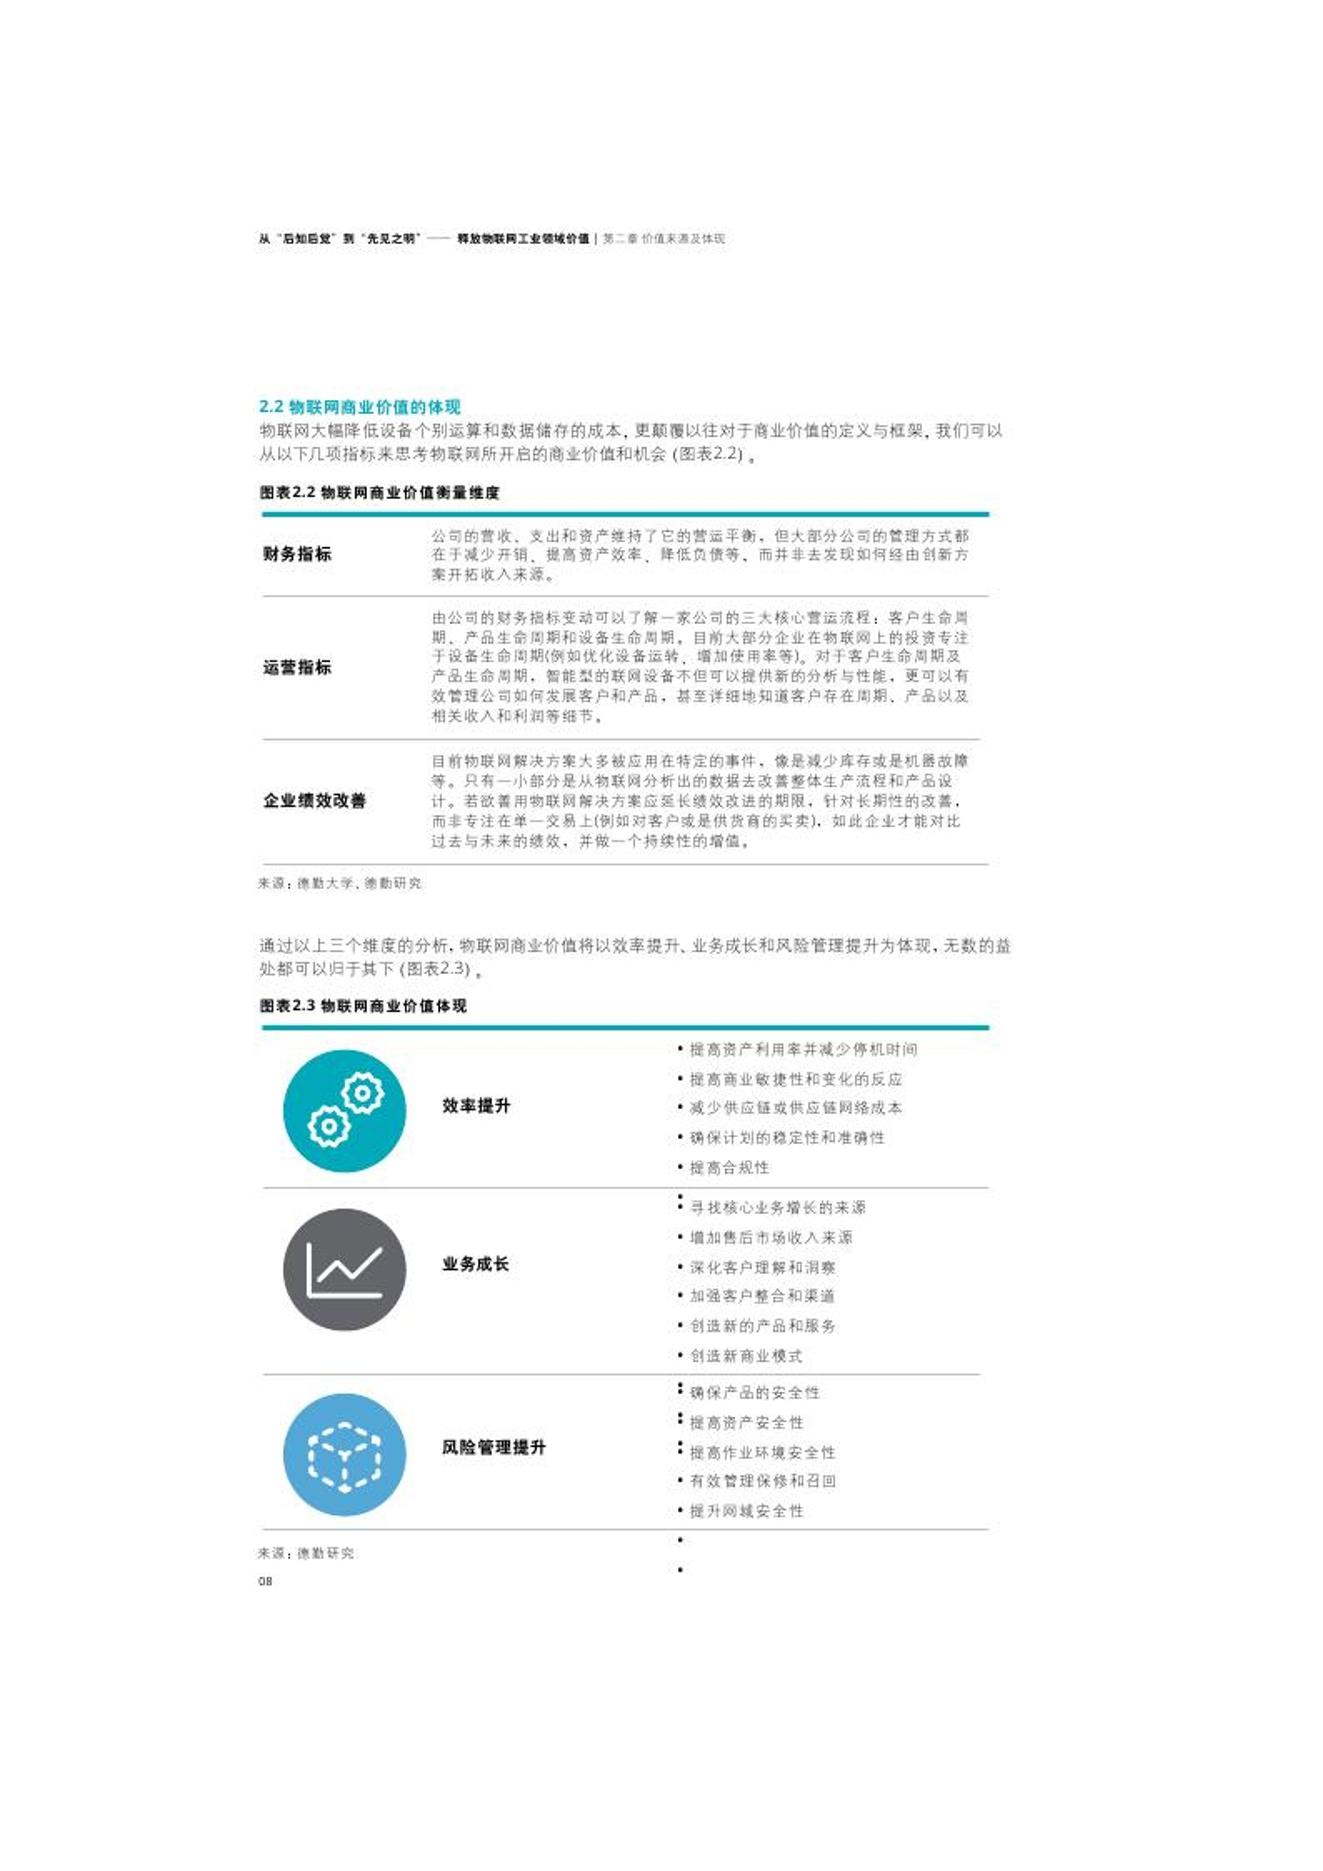 从“后知后觉”到“先见之明”—— 释放物联网工业领域价值 | 第二章 价值来源及体现
2.2 物联网商业价值的体现
物联网大幅降低设备个别运算和数据储存的成本，更颠覆以往对于商业价值的定义与框架，我们可以
从以下几项指标来思考物联网所开启的商业价值和机会 (图表2.2) 。
图表2.2 物联网商业价值衡量维度
财务指标
公司的营收、支出和资产维持了它的营运平衡，但大部分公司的管理方式都
在于减少开销、提高资产效率、降低负债等，而并非去发现如何经由创新方
案开拓收入来源。
运营指标
由公司的财务指标变动可以了解一家公司的三大核心营运流程：客户生命周
期、产品生命周期和设备生命周期。目前大部分企业在物联网上的投资专注
于设备生命周期(例如优化设备运转、增加使用率等)。对于客户生命周期及
产品生命周期，智能型的联网设备不但可以提供新的分析与性能，更可以有
效管理公司如何发展客户和产品，甚至详细地知道客户存在周期、产品以及
相关收入和利润等细节。
企业绩效改善
目前物联网解决方案大多被应用在特定的事件，像是减少库存或是机器故障
等。只有一小部分是从物联网分析出的数据去改善整体生产流程和产品设
计。若欲善用物联网解决方案应延长绩效改进的期限，针对长期性的改善，
而非专注在单一交易上(例如对客户或是供货商的买卖)，如此企业才能对比
过去与未来的绩效，并做一个持续性的增值。
来源：德勤大学、德勤研究
通过以上三个维度的分析，物联网商业价值将以效率提升、业务成长和风险管理提升为体现，无数的益
处都可以归于其下 (图表2.3) 。
图表2.3 物联网商业价值体现
效率提升
• 提高资产利用率并减少停机时间
• 提高商业敏捷性和变化的反应
• 减少供应链或供应链网络成本
• 确保计划的稳定性和准确性
• 提高合规性
业务成长
• 寻找核心业务增长的来源
• 增加售后市场收入来源
• 深化客户理解和洞察
• 加强客户整合和渠道
• 创造新的产品和服务
• 创造新商业模式
风险管理提升
• 确保产品的安全性
• 提高资产安全性
• 提高作业环境安全性
• 有效管理保修和召回
• 提升网域安全性
来源：德勤研究
08